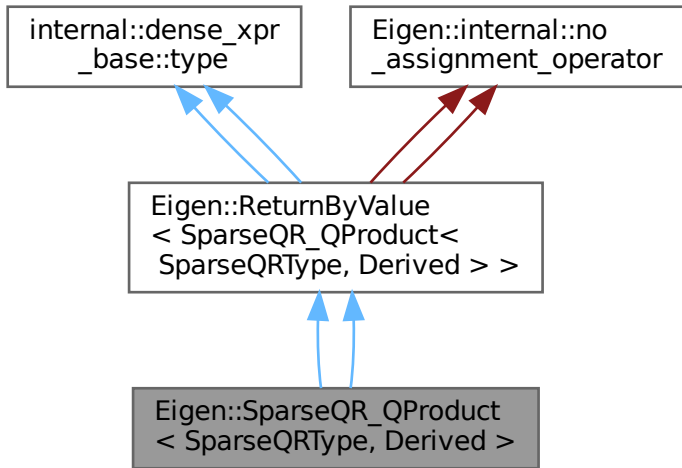 internal::dense_xpr
_base::type
Eigen::internal::no
_assignment_operator
Eigen::ReturnByValue
< SparseQR_QProduct<
SparseQRType, Derived > >
Eigen::SparseQR_QProduct
< SparseQRType, Derived >